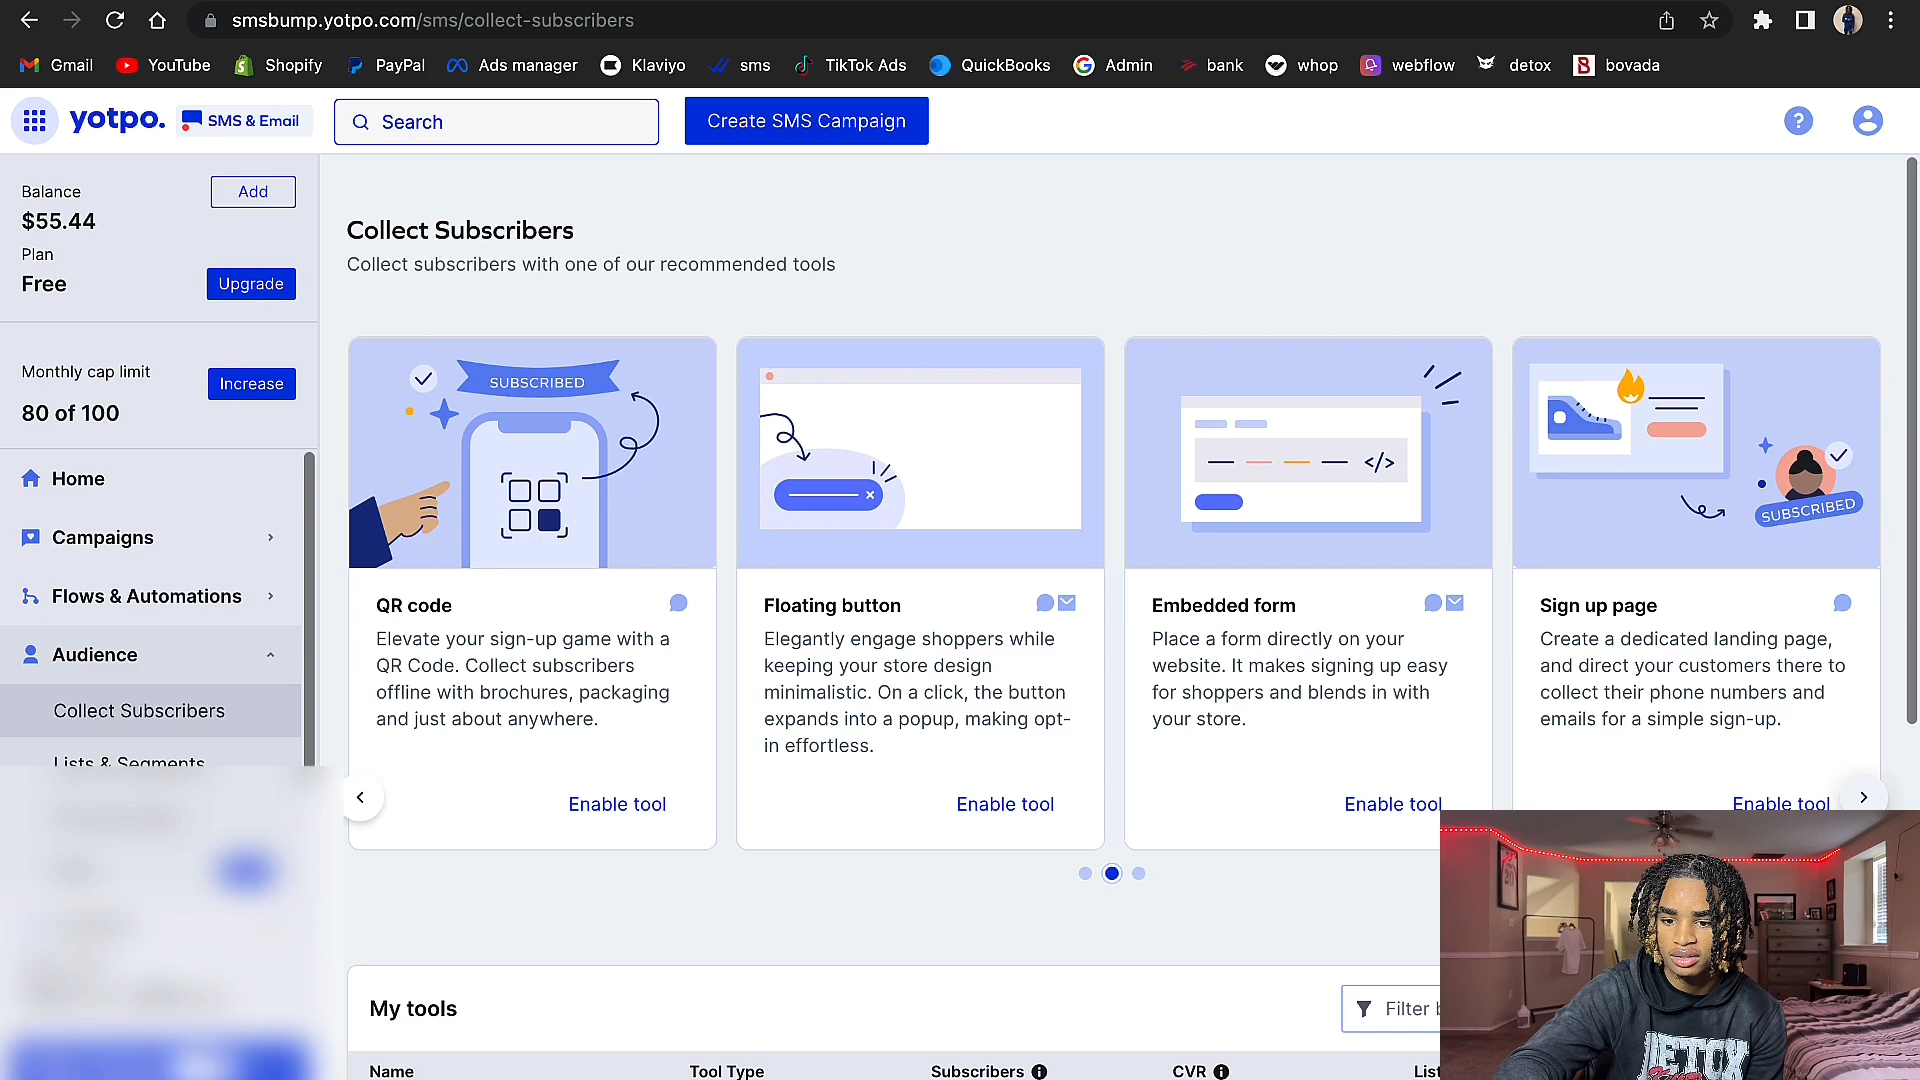 smsbump.yotpo.com/sms/collect-subscribers
Gmail
YouTube
Shopify
PayPal
Ads manager
Klaviyo
sms
TikTok Ads
QuickBooks
Admin
bank
whop
webflow
detox
bovada
yotpo.
SMS & Email
Search
Create SMS Campaign
?
Balance
Add
$55.44
Plan
Free
Upgrade
Monthly cap limit
Increase
80 of 100
Home
Campaigns
Flows & Automations
Audience
Collect Subscribers
Lists & Segments
Collect Subscribers
Collect subscribers with one of our recommended tools
SUBSCRIBED
QR code
Elevate your sign-up game with a
QR Code. Collect subscribers
offline with brochures, packaging
and just about anywhere.
Enable tool
Floating button
Elegantly engage shoppers while
keeping your store design
minimalistic. On a click, the button
expands into a popup, making opt-
in effortless.
Enable tool
</>
Embedded form
Place a form directly on your
website. It makes signing up easy
for shoppers and blends in with
your store.
Enable tool
SUBSCRIBED
Sign up page
Create a dedicated landing page,
and direct your customers there to
collect their phone numbers and
emails for a simple sign-up.
Enable tool
My tools
Filter b
Name
Tool Type
Subscribers
CVR
List
DETOX